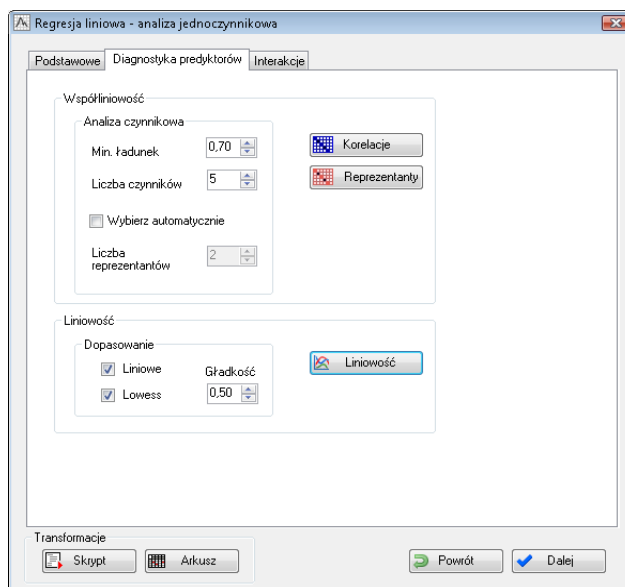 Regresja liniowa - analiza jednoczynnikowa
Podstawowe Diagnostyka predyktorów Interakcje
Współliniowość
Analiza czynnikowa
Min. ładunek 0,70 Korelacje
Liczba czynników 5 Reprezentanty
Wybierz automatycznie
Liczba
reprezentantów 2
Liniowość
Dopasowanie
Liniowe Gładkość Liniowość
Lowess 0,50
Transformacje
Skrypt Arkusz Powrót Dalej